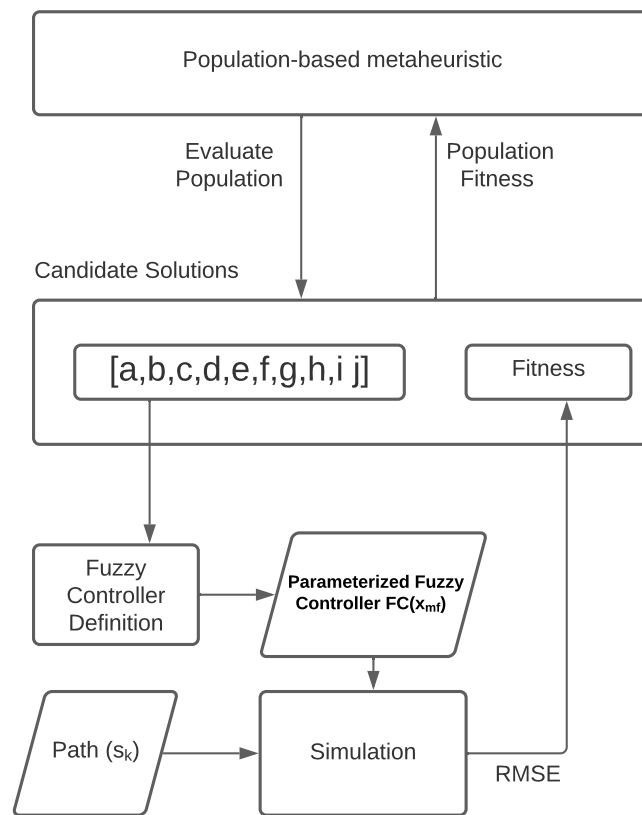 Population-based metaheuristic
Evaluate
Population
Population
Fitness
Candidate Solutions
[a,b,c,d,e,f,g,h,i j]
Fitness
Fuzzy
Controller
Definition
Parameterized Fuzzy
Controller FC(xmf)
Path (sk)
Simulation
RMSE